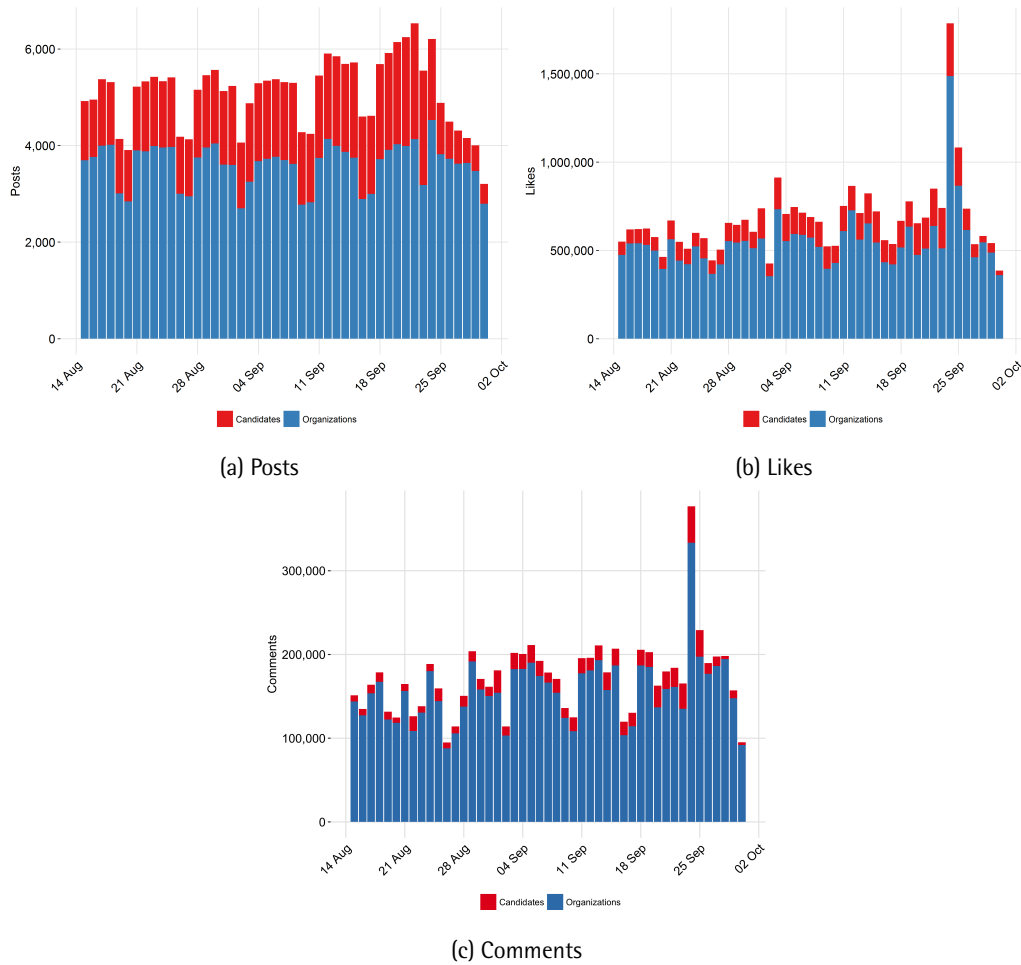 6,000
4,000
2,000
0
Posts
14 Aug
21 Aug
28 Aug
04 Sep
11 Sep
18 Sep
25 Sep
02 Oct
Candidates Organizations
(a) Posts
1,500,000
1,000,000
500,000
0
Likes
14 Aug
21 Aug
28 Aug
04 Sep
11 Sep
18 Sep
25 Sep
02 Oct
Candidates Organizations
(b) Likes
300,000
200,000
100,000
0
Comments
14 Aug
21 Aug
28 Aug
04 Sep
11 Sep
18 Sep
25 Sep
02 Oct
Candidates Organizations
(c) Comments